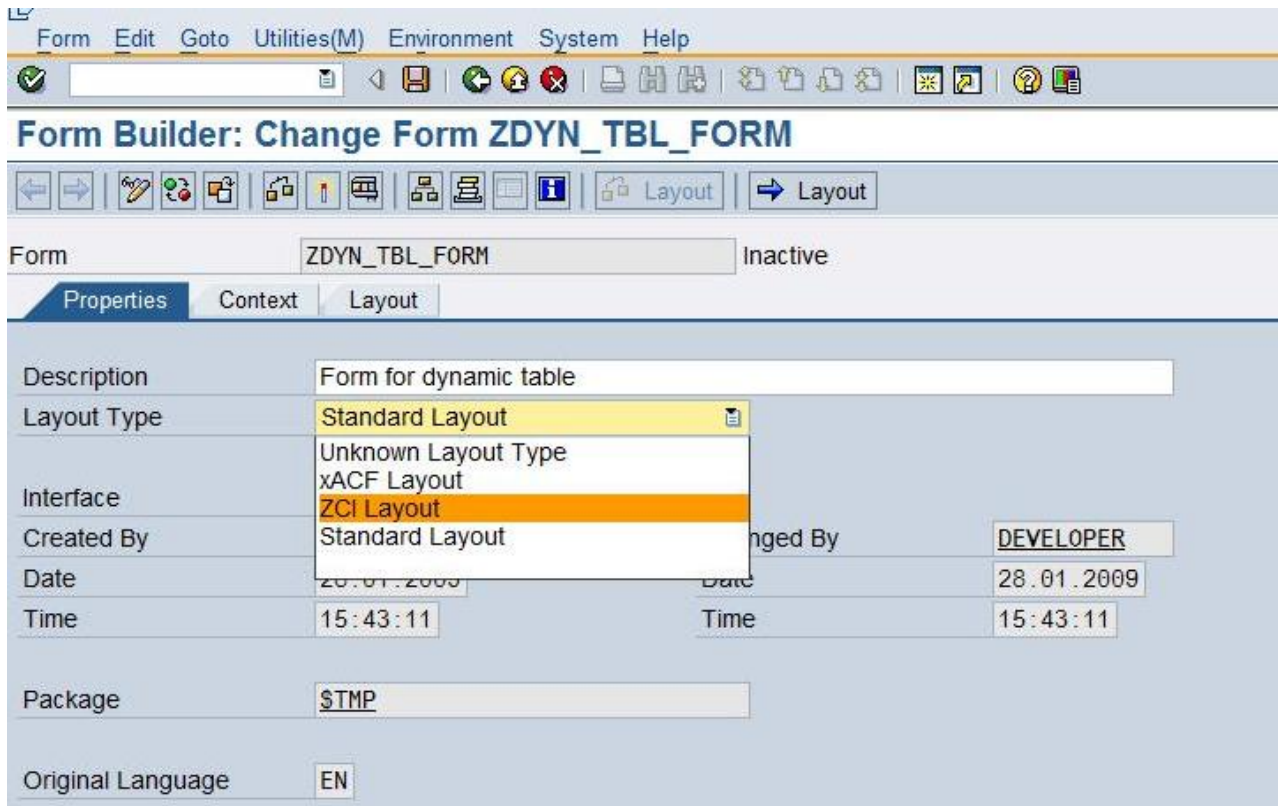 Form Edit Goto Utilities(M) Environment System Help
Form Builder: Change Form ZDYN_TBL_FORM
Layout Layout
Form ZDYN_TBL_FORM Inactive
Properties Context Layout
Description Form for dynamic table
Layout Type Standard Layout
Unknown Layout Type
xACF Layout
Interface ZCI Layout
Created By Standard Layout nged By DEVELOPER
Date Date 28.01.2009
Time 15:43:11 Time 15:43:11
Package $TMP
Original Language EN